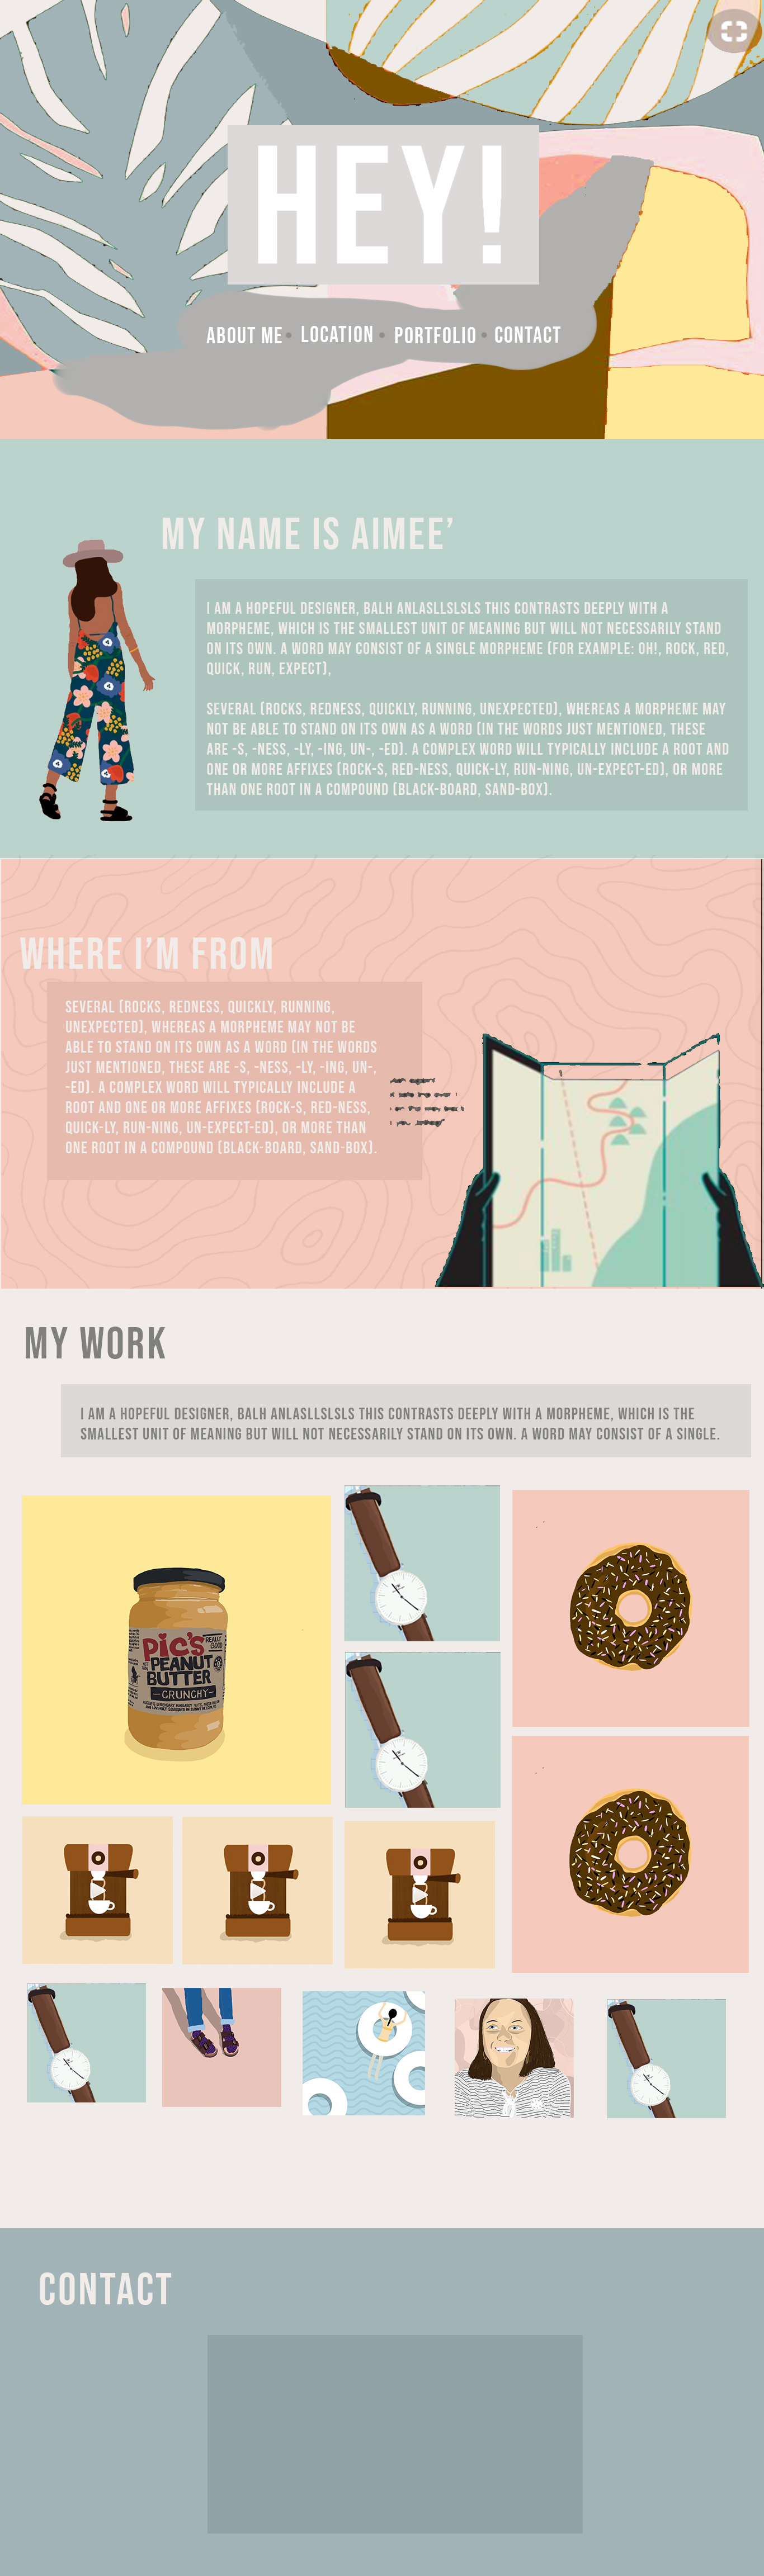 HEY!
ABOUT ME • LOCATION • PORTFOLIO • CONTACT
MY NAME IS AIMEE’
I AM A HOPEFUL DESIGNER, BALH ANLASLLSLSLS THIS CONTRASTS DEEPLY WITH A
MORPHEME, WHICH IS THE SMALLEST UNIT OF MEANING BUT WILL NOT NECESSARILY STAND
ON ITS OWN. A WORD MAY CONSIST OF A SINGLE MORPHEME (FOR EXAMPLE: OH!, ROCK, RED,
QUICK, RUN, EXPECT),
SEVERAL (ROCKS, REDNESS, QUICKLY, RUNNING, UNEXPECTED), WHEREAS A MORPHEME MAY
NOT BE ABLE TO STAND ON ITS OWN AS A WORD (IN THE WORDS JUST MENTIONED, THESE
ARE -S, -NESS, -LY, -ING, UN-, -ED). A COMPLEX WORD WILL TYPICALLY INCLUDE A ROOT AND
ONE OR MORE AFFIXES (ROCK-S, RED-NESS, QUICK-LY, RUN-NING, UN-EXPECT-ED), OR MORE
THAN ONE ROOT IN A COMPOUND (BLACK-BOARD, SAND-BOX).
WHERE I’M FROM
SEVERAL (ROCKS, REDNESS, QUICKLY, RUNNING,
UNEXPECTED), WHEREAS A MORPHEME MAY NOT BE
ABLE TO STAND ON ITS OWN AS A WORD (IN THE WORDS
JUST MENTIONED, THESE ARE -S, -NESS, -LY, -ING, UN-,
-ED). A COMPLEX WORD WILL TYPICALLY INCLUDE A
ROOT AND ONE OR MORE AFFIXES (ROCK-S, RED-NESS,
QUICK-LY, RUN-NING, UN-EXPECT-ED), OR MORE THAN
ONE ROOT IN A COMPOUND (BLACK-BOARD, SAND-BOX).
MY WORK
I AM A HOPEFUL DESIGNER, BALH ANLASLLSLSLS THIS CONTRASTS DEEPLY WITH A MORPHEME, WHICH IS THE
SMALLEST UNIT OF MEANING BUT WILL NOT NECESSARILY STAND ON ITS OWN. A WORD MAY CONSIST OF A SINGLE.
PiC'S REALLY GOOD
PEANUT
BUTTER
CRUNCHY
CONTACT